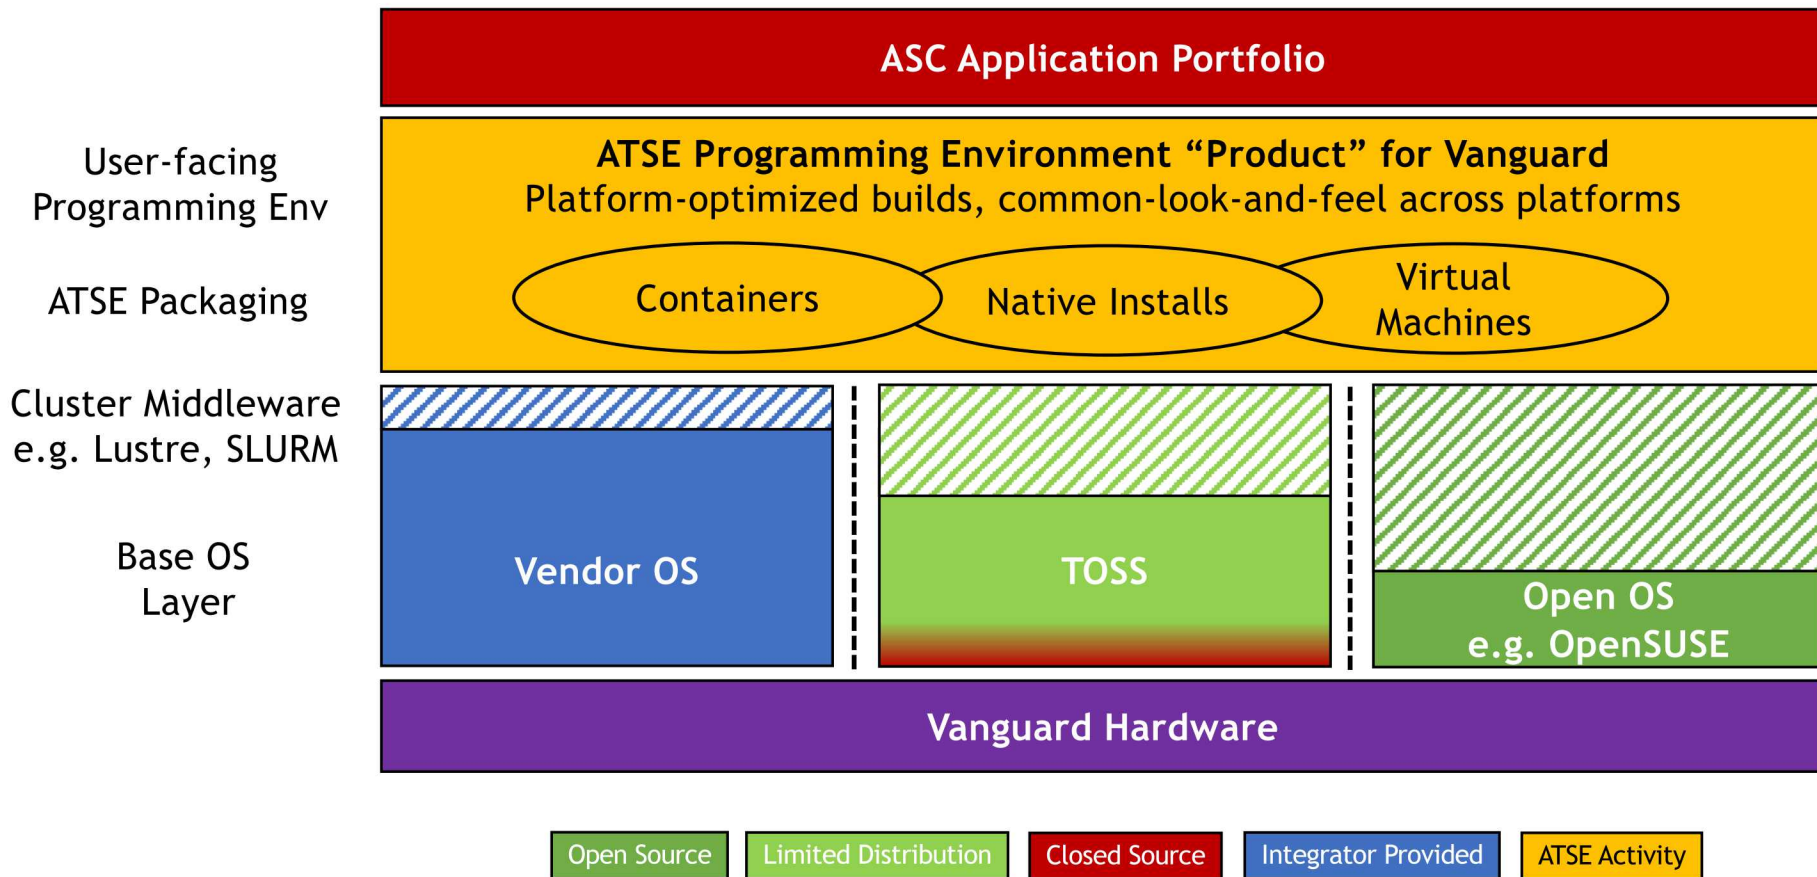 ASC Application Portfolio
User-facing
Programming Env
ATSE Programming Environment “Product” for Vanguard
Platform-optimized builds, common-look-and-feel across platforms
ATSE Packaging
Containers
Native Installs
Virtual
Machines
Cluster Middleware
e.g. Lustre, SLURM
Base OS
Layer
Vendor OS
TOSS
Open OS
e.g. OpenSUSE
Vanguard Hardware
Open Source
Limited Distribution
Closed Source
Integrator Provided
ATSE Activity